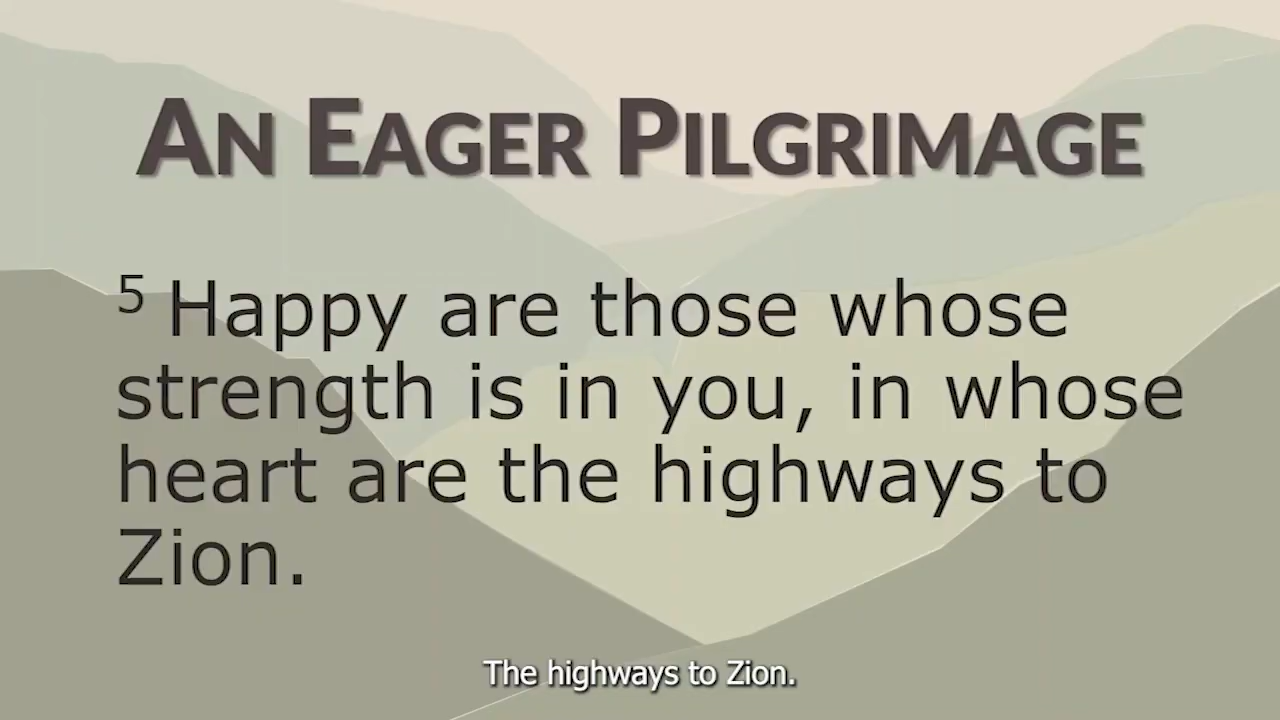 AN EAGER PILGRIMAGE
5 Happy are those whose
strength is in you, in whose
heart are the highways to
Zion.
The highways to Zion.